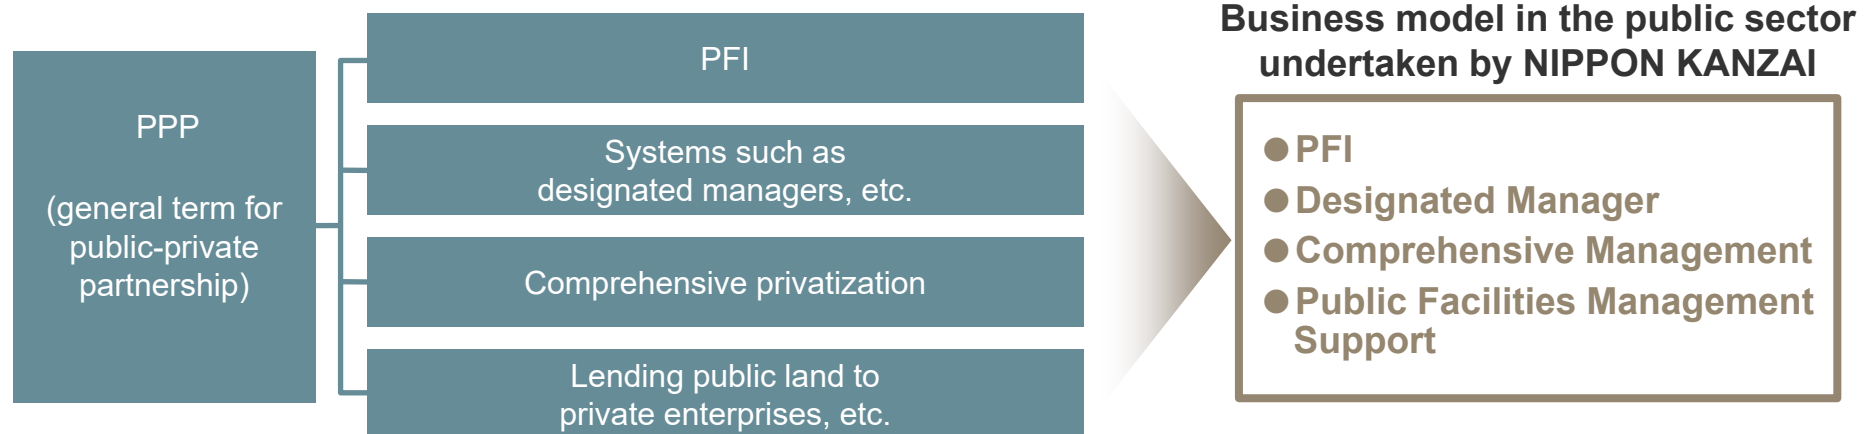 PPP
(general term for
public-private
partnership)
PFI
Systems such as
designated managers, etc.
Comprehensive privatization
Lending public land to
private enterprises, etc.
Business model in the public sector
undertaken by NIPPON KANZAI
●PFI
●Designated Manager
●Comprehensive Management
●Public Facilities Management
Support